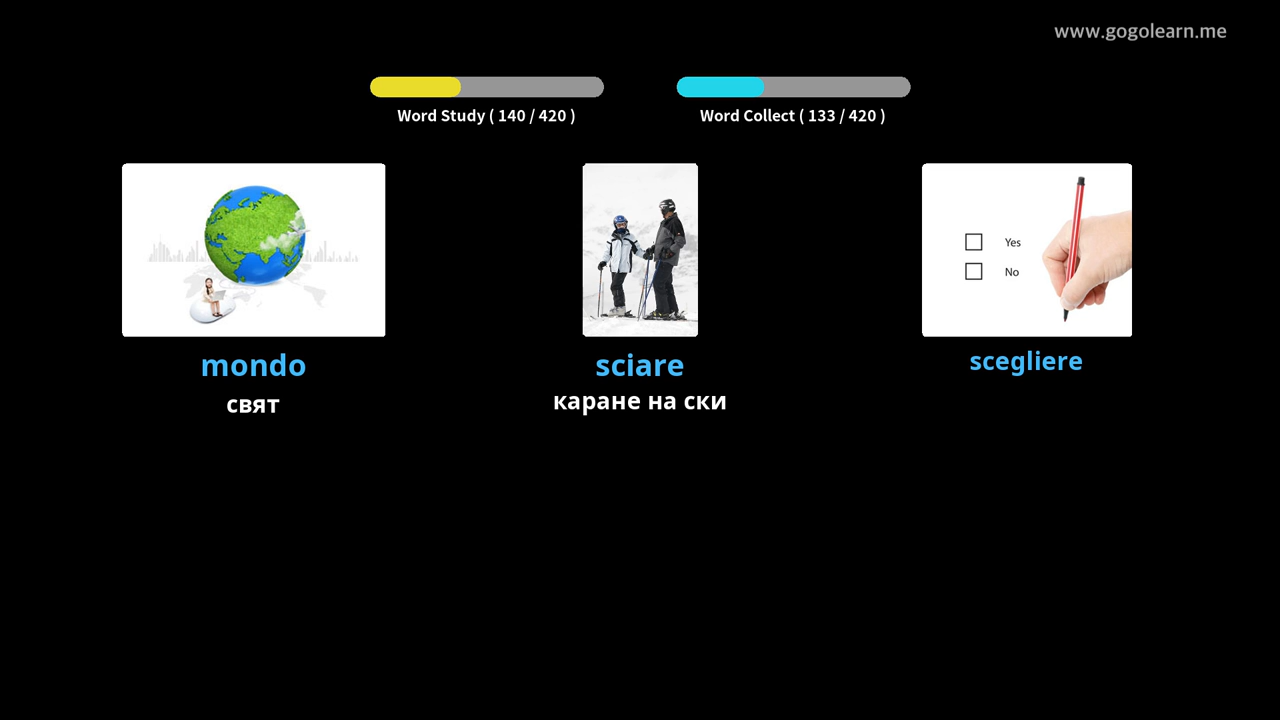 www.gogolearn.me
Word Study ( 140 / 420 )
Word Collect ( 133 / 420 )
Yes
No
mondo
sciare
scegliere
свят
каране на ски